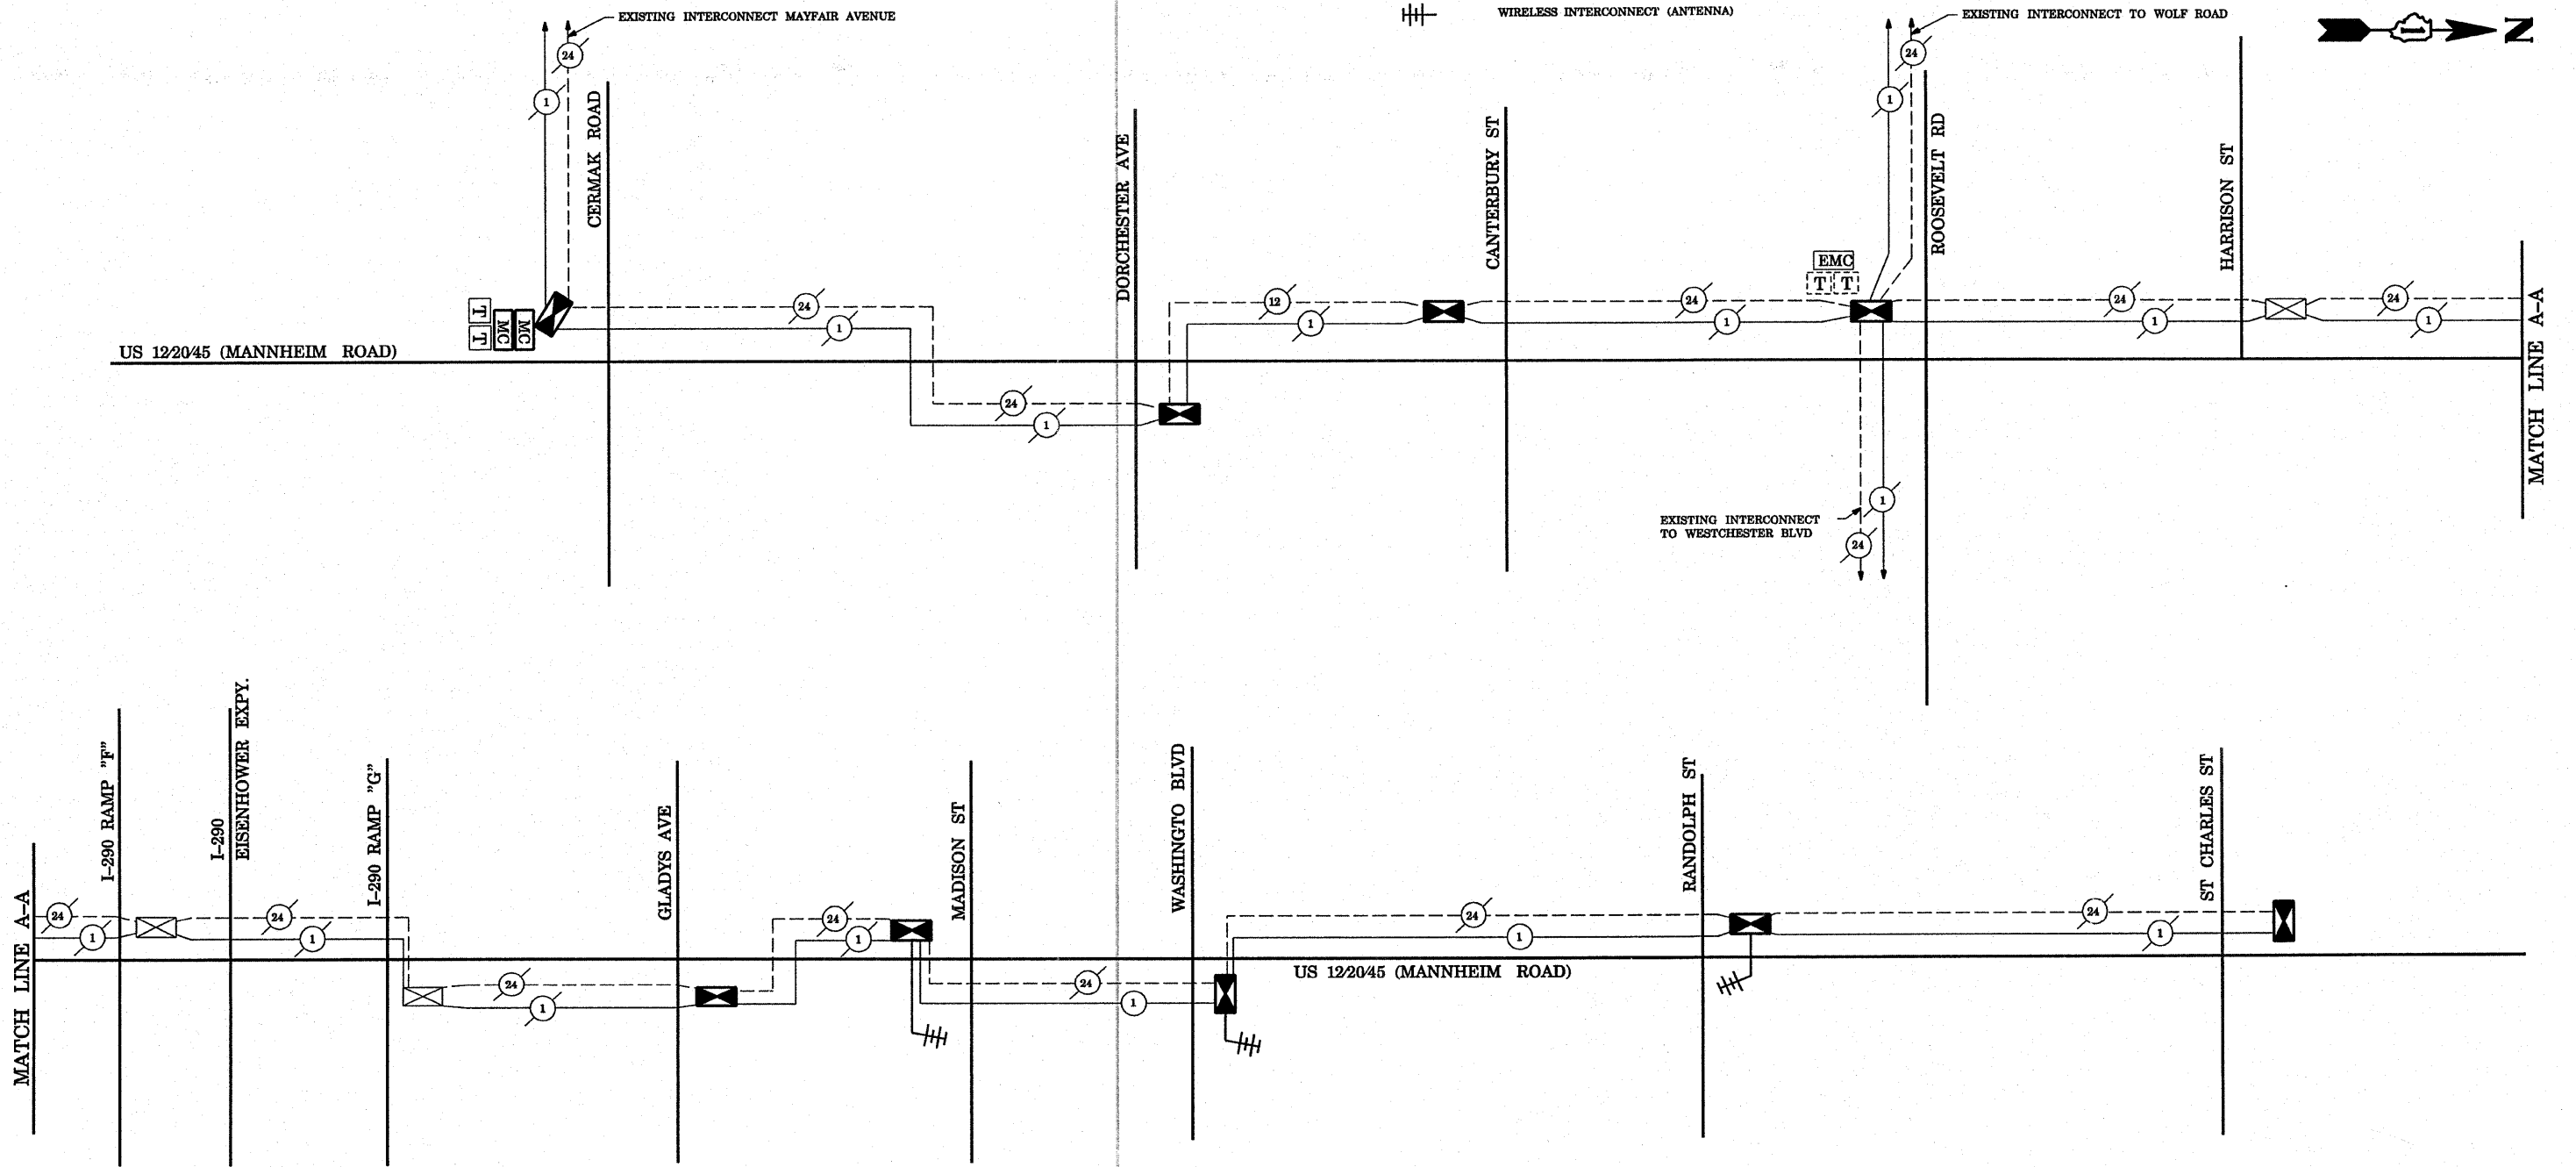 EXISTING INTERCONNECT MAYFAIR AVENUE
WIRELESS INTERCONNECT (ANTENNA)
EXISTING INTERCONNECT TO WOLF ROAD
N
24
1
CERMAK ROAD
24
1
ROOSEVELT RD
HARRISON ST
DORCHESTER AVE
CANTERBURY ST
EMC
T T
T
T
MC
MC
24
1
12
1
24
1
24
1
24
1
US 12/20/45 (MANNHEIM ROAD)
24
1
MATCH LINE A-A
EXISTING INTERCONNECT
TO WESTCHESTER BLVD
1
24
MATCH LINE A-A
I-290 RAMP "F"
I-290
EISENHOWER EXPY.
I-290 RAMP "G"
GLADYS AVE
MADISON ST
WASHINGTO BLVD
RANDOLPH ST
ST CHARLES ST
24
1
24
1
24
1
24
1
24
1
24
1
24
1
US 12/20/45 (MANNHEIM ROAD)